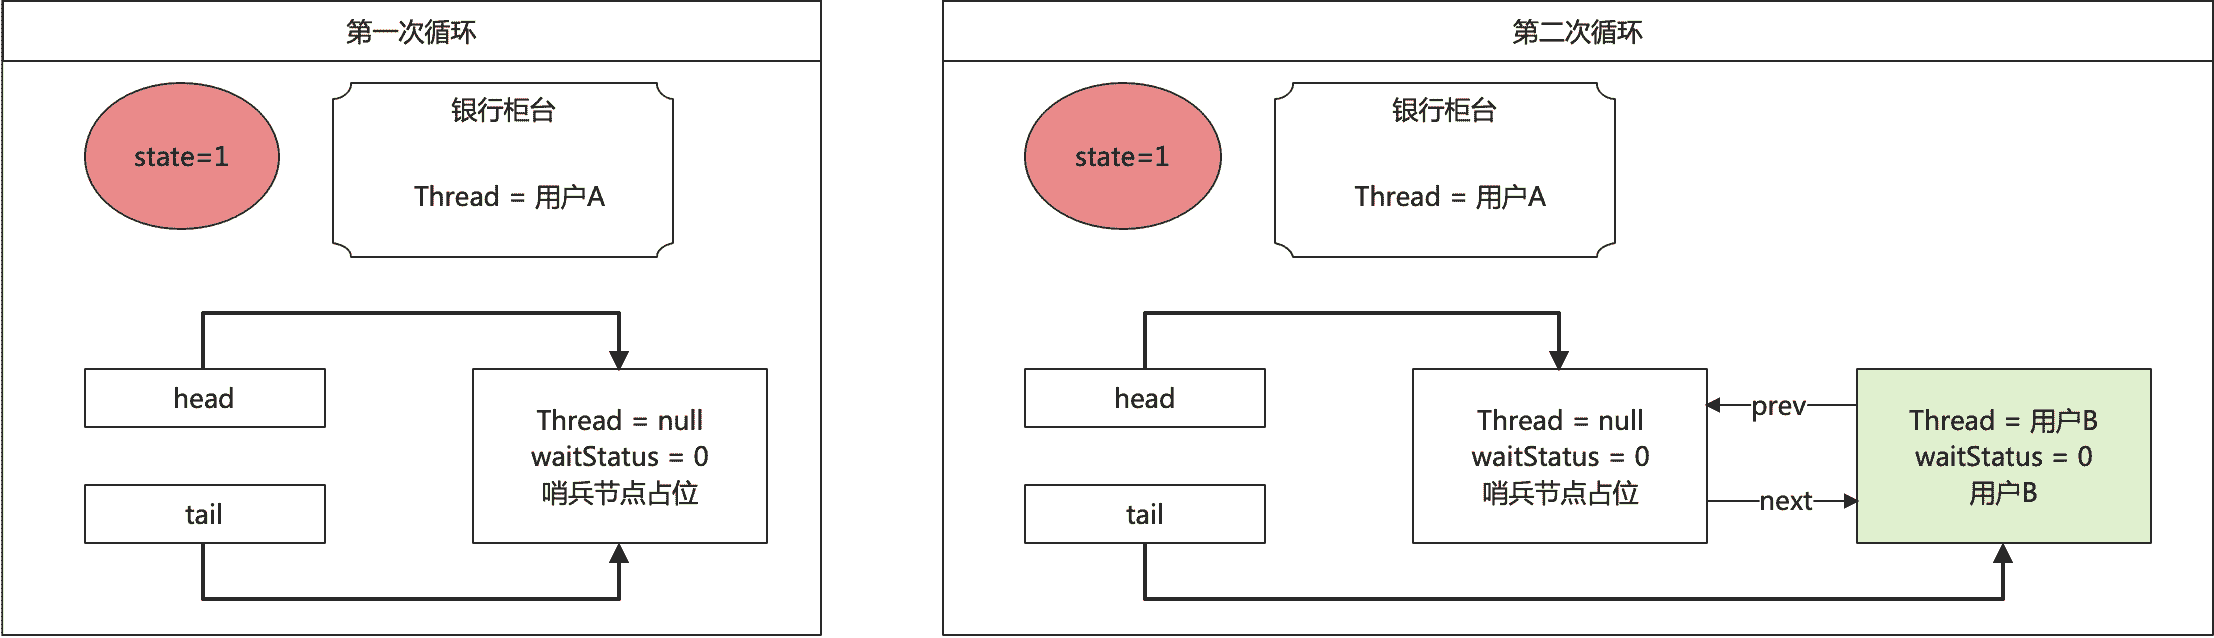 第一次循环
state=1
银行柜台
Thread = 用户A
head
tail
Thread = null
waitStatus = 0
哨兵节点占位
第二次循环
state=1
银行柜台
Thread = 用户A
head
tail
Thread = null
waitStatus = 0
哨兵节点占位
prev
next
Thread = 用户B
waitStatus = 0
用户B